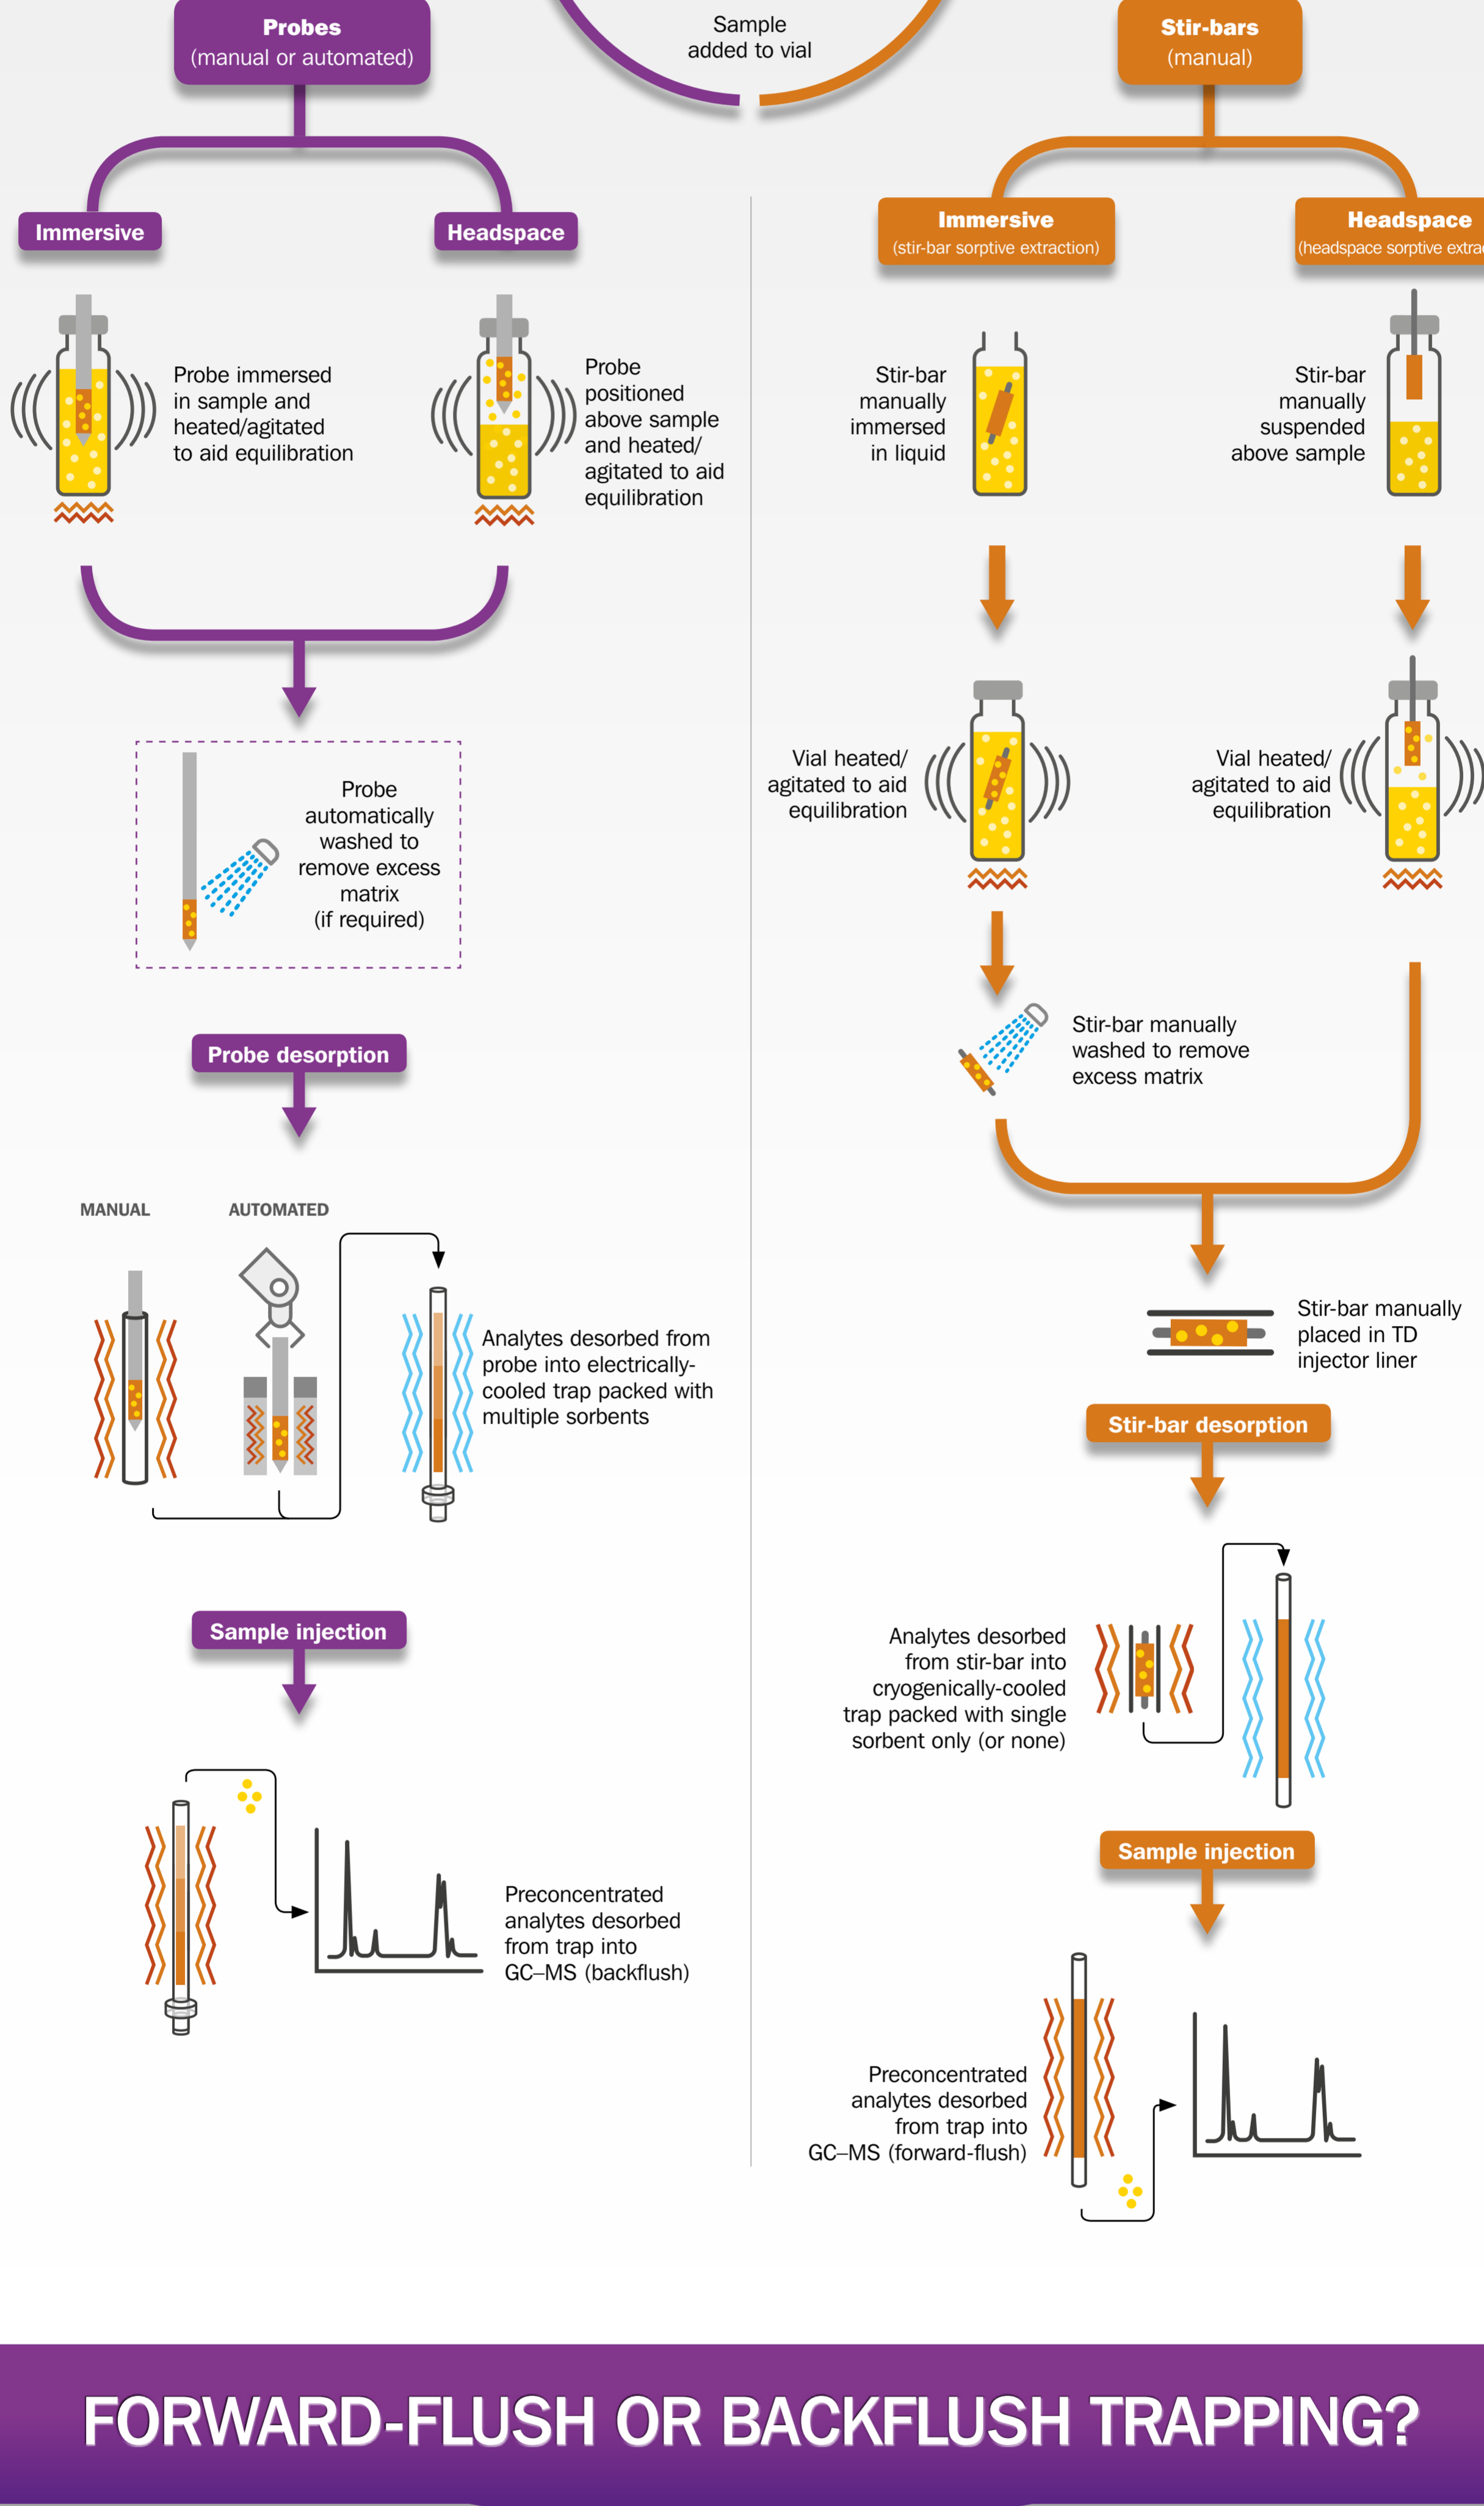 Sample
added to vial
Probes
(manual or automated)
Immersive
Headspace
Probe immersed
in sample and
heated/agitated
to aid equilibration
Probe
positioned
above sample
and heated/
agitated to aid
equilibration
Probe
automatically
washed to
remove excess
matrix
(if required)
Probe desorption
MANUAL
AUTOMATED
Analytes desorbed from
probe into electrically-
cooled trap packed with
multiple sorbents
Sample injection
Preconcentrated
analytes desorbed
from trap into
GC–MS (backflush)
Stir-bars
(manual)
Immersive
(stir-bar sorptive extraction)
Headspace
(headspace sorptive extra
Stir-bar
manually
immersed
in liquid
Stir-bar
manually
suspended
above sample
Vial heated/
agitated to aid
equilibration
Vial heated/
agitated to aid
equilibration
Stir-bar manually
washed to remove
excess matrix
Stir-bar manually
placed in TD
injector liner
Stir-bar desorption
Analytes desorbed
from stir-bar into
cryogenically-cooled
trap packed with single
sorbent only (or none)
Sample injection
Preconcentrated
analytes desorbed
from trap into
GC–MS (forward-flush)
FORWARD-FLUSH OR BACKFLUSH TRAPPING?